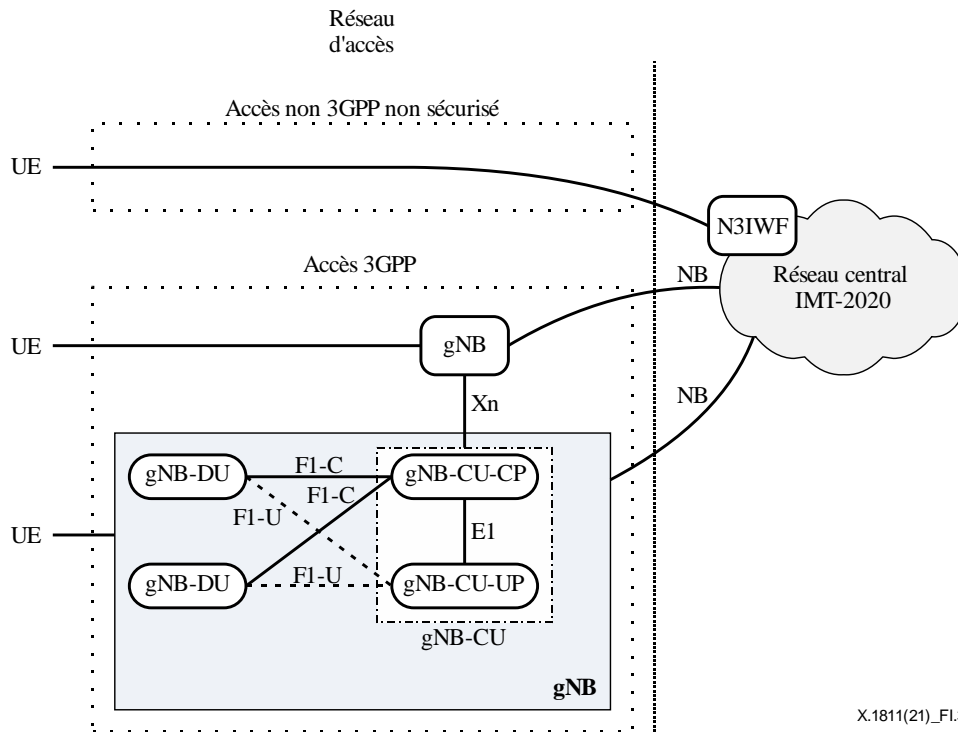 Réseau
d'accès
Accès non 3GPP non sécurisé
UE
N3IWF
Accès 3GPP
NB
Réseau central
IMT-2020
UE
gNB
NB
Xn
gNB-DU
F1-C
gNB-CU-CP
F1-C
F1-U
E1
UE
gNB-DU
F1-U
gNB-CU-UP
gNB-CU
gNB
X.1811(21)_FI.